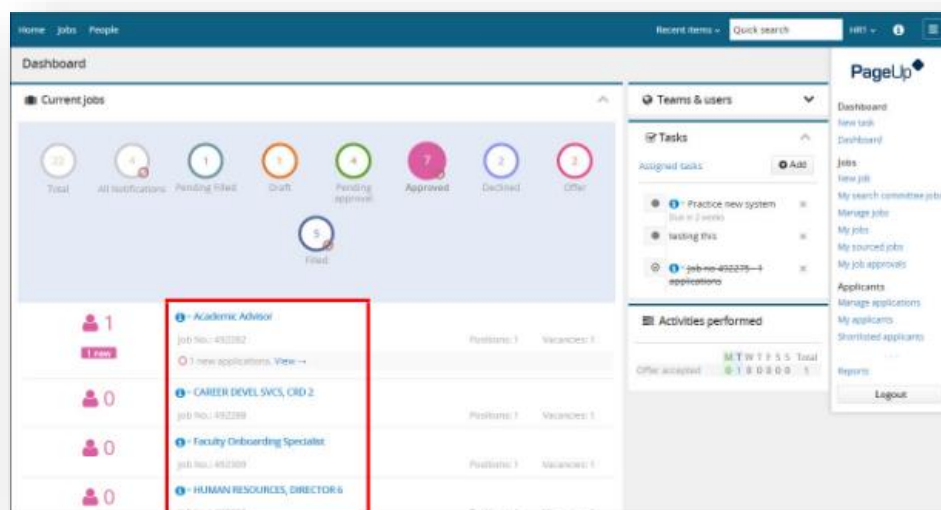 Home Jobs People
Recent items Quick search HR1
Dashboard
PageUp
Current jobs
22
Total
4
All Notifications
1
Pending Filled
1
Draft
4
Pending approval
7
Approved
2
Declined
2
Offer
5
Filled
1
1 new
Academic Advisor
Job No.: 492282
Positions: 1 Vacancies: 1
1 new applications. View →
0
CAREER DEVEL SVCS, CRD 2
Job No.: 492288
Positions: 1 Vacancies: 1
0
Faculty Onboarding Specialist
Job No.: 492309
Positions: 1 Vacancies: 1
0
HUMAN RESOURCES, DIRECTOR 6
Teams & users
Tasks
Assigned tasks Add
Practice new system
Due in 2 weeks
testing this
Job no 492275 - 1
applications
Activities performed
M T W T F S S Total
Offer accepted 0 1 0 0 0 0 0 1
Dashboard
New task
Dashboard
Jobs
New job
My search committee jobs
Manage jobs
My jobs
My sourced jobs
My job approvals
Applicants
Manage applications
My applicants
Shortlisted applicants
...
Reports
Logout